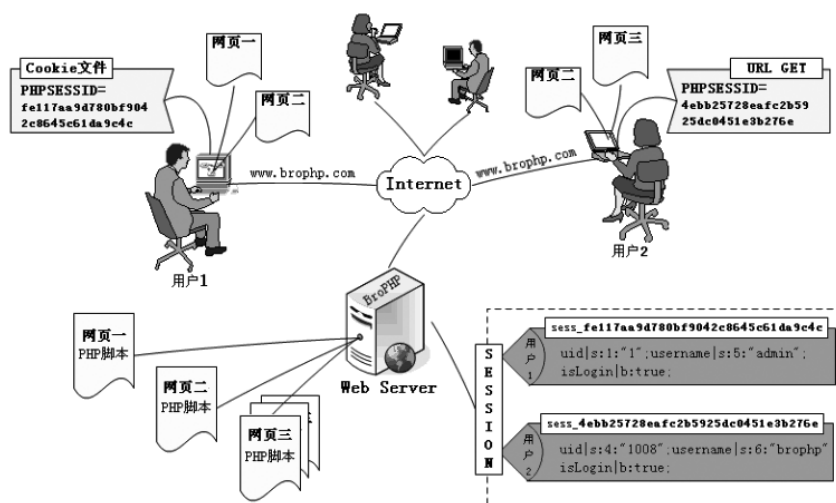 Cookie文件
PHPSESSID=
fe117aa9d780bf904
2c8645c61da9c4c
网页一
网页二
用户1
www.brophp.com
Internet
www.brophp.com
网页三
网页二
URL GET
PHPSESSID=
4ebb25728eafc2b59
25dc0451e3b276e
用户2
BroPHP
Web Server
网页一
PHP脚本
网页二
PHP脚本
网页三
PHP脚本
SESSION
sess_fe117aa9d780bf9042c8645c61da9c4c
用户1
uid|s:1:"1";username|s:5:"admin";
isLogin|b:true;
sess_4ebb25728eafc2b5925dc0451e3b276e
用户2
uid|s:4:"1008";username|s:6:"brophp"
isLogin|b:true;